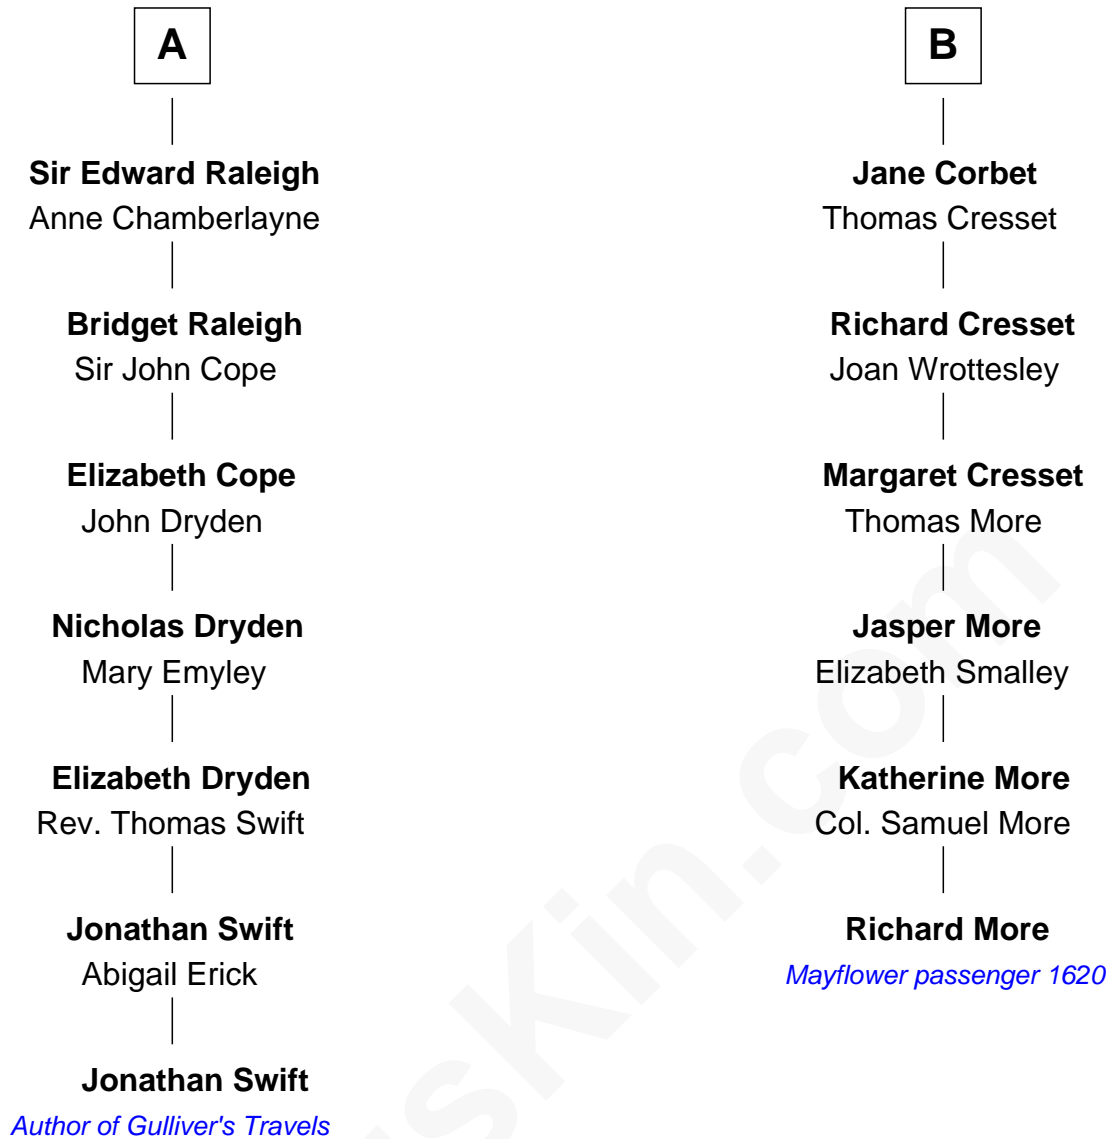 A
Sir Edward Raleigh
Anne Chamberlayne
Bridget Raleigh
Sir John Cope
Elizabeth Cope
John Dryden
Nicholas Dryden
Mary Emyley
Elizabeth Dryden
Rev. Thomas Swift
Jonathan Swift
Abigail Erick
Jonathan Swift
Author of Gulliver's Travels
B
Jane Corbet
Thomas Cresset
Richard Cresset
Joan Wrottesley
Margaret Cresset
Thomas More
Jasper More
Elizabeth Smalley
Katherine More
Col. Samuel More
Richard More
Mayflower passenger 1620